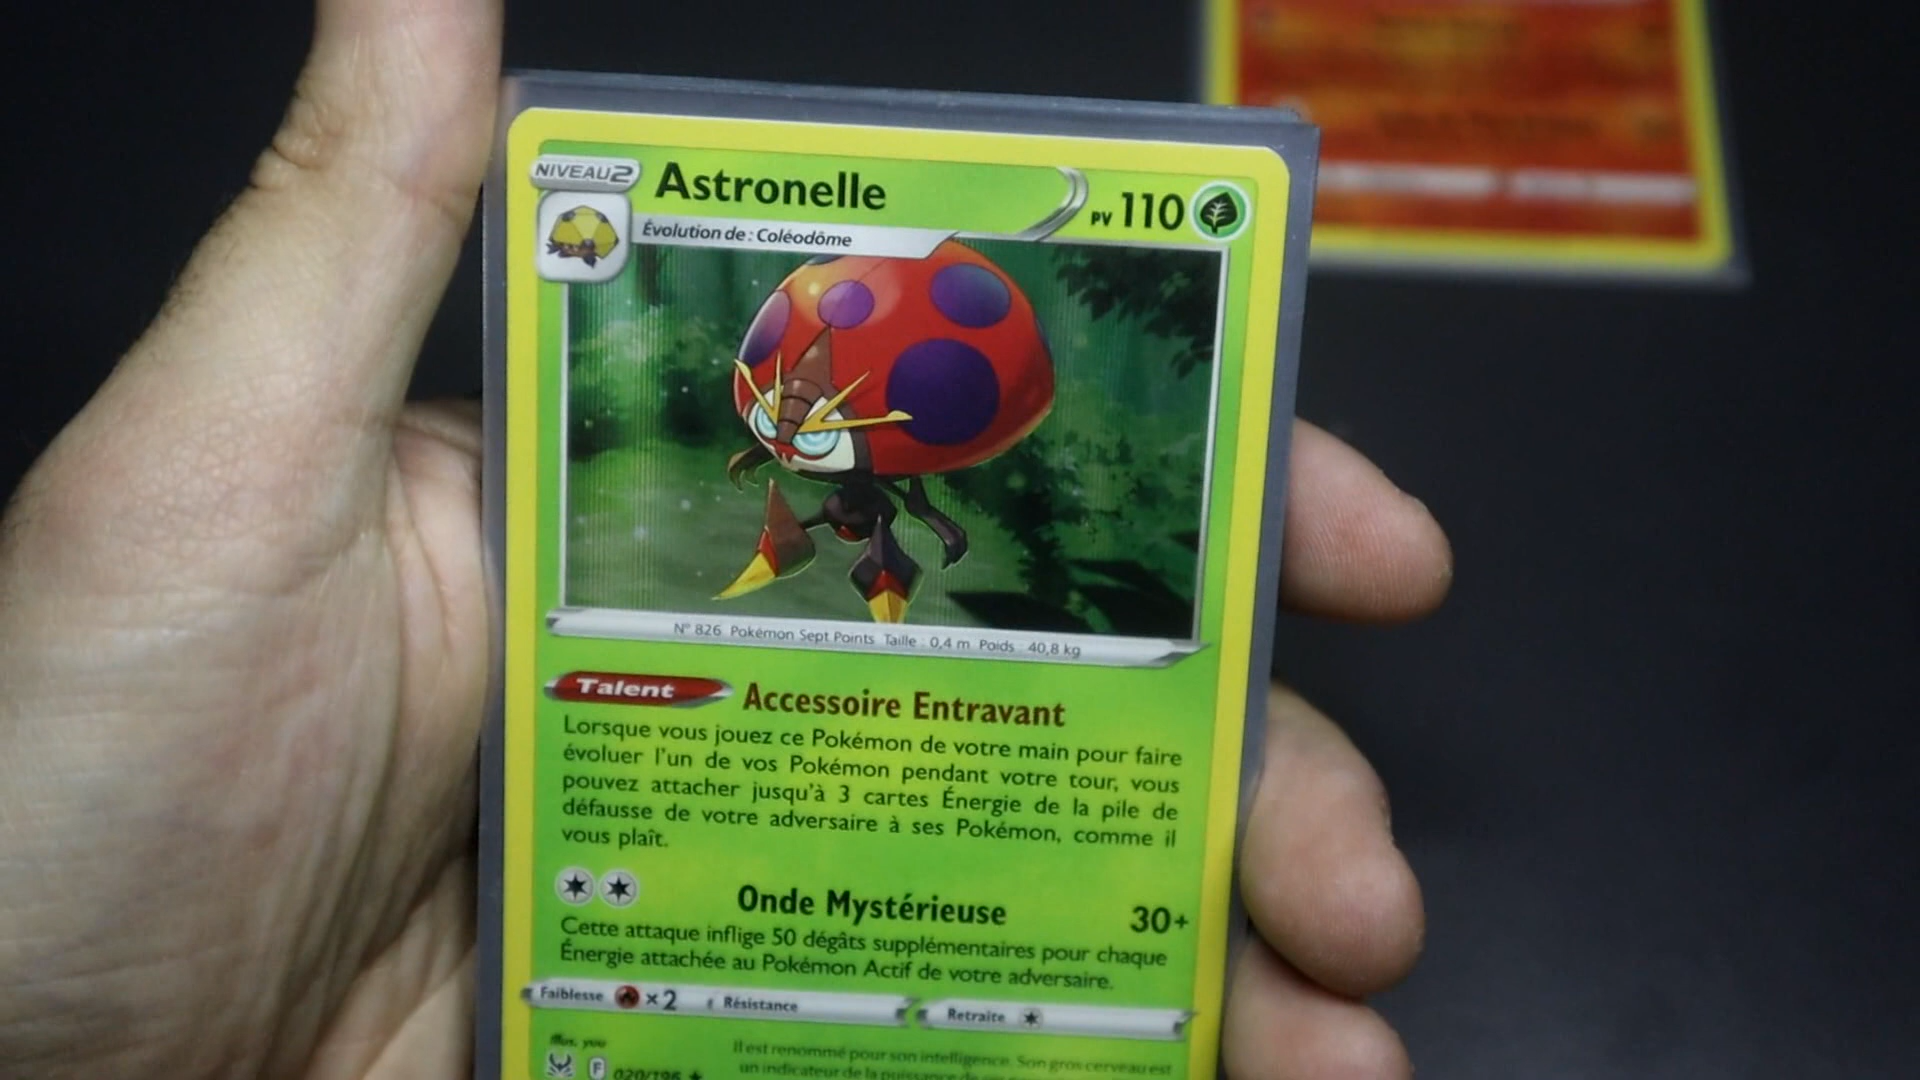 NIVEAU2
Astronelle
PV 110
Évolution de : Coléodôme
N° 826 Pokémon Sept Points Taille : 0,4 m Poids : 40,8 kg
Talent Accessoire Entravant
Lorsque vous jouez ce Pokémon de votre main pour faire
évoluer l'un de vos Pokémon pendant votre tour, vous
pouvez attacher jusqu'à 3 cartes Énergie de la pile de
défausse de votre adversaire à ses Pokémon, comme il
vous plaît.
Onde Mystérieuse 30+
Cette attaque inflige 50 dégâts supplémentaires pour chaque
Énergie attachée au Pokémon Actif de votre adversaire.
Faiblesse ×2 Résistance Retraite
Illus. you
Il est renommé pour son intelligence. Son gros cerveau est
F 020/196 ★ un indicateur de la puissance de